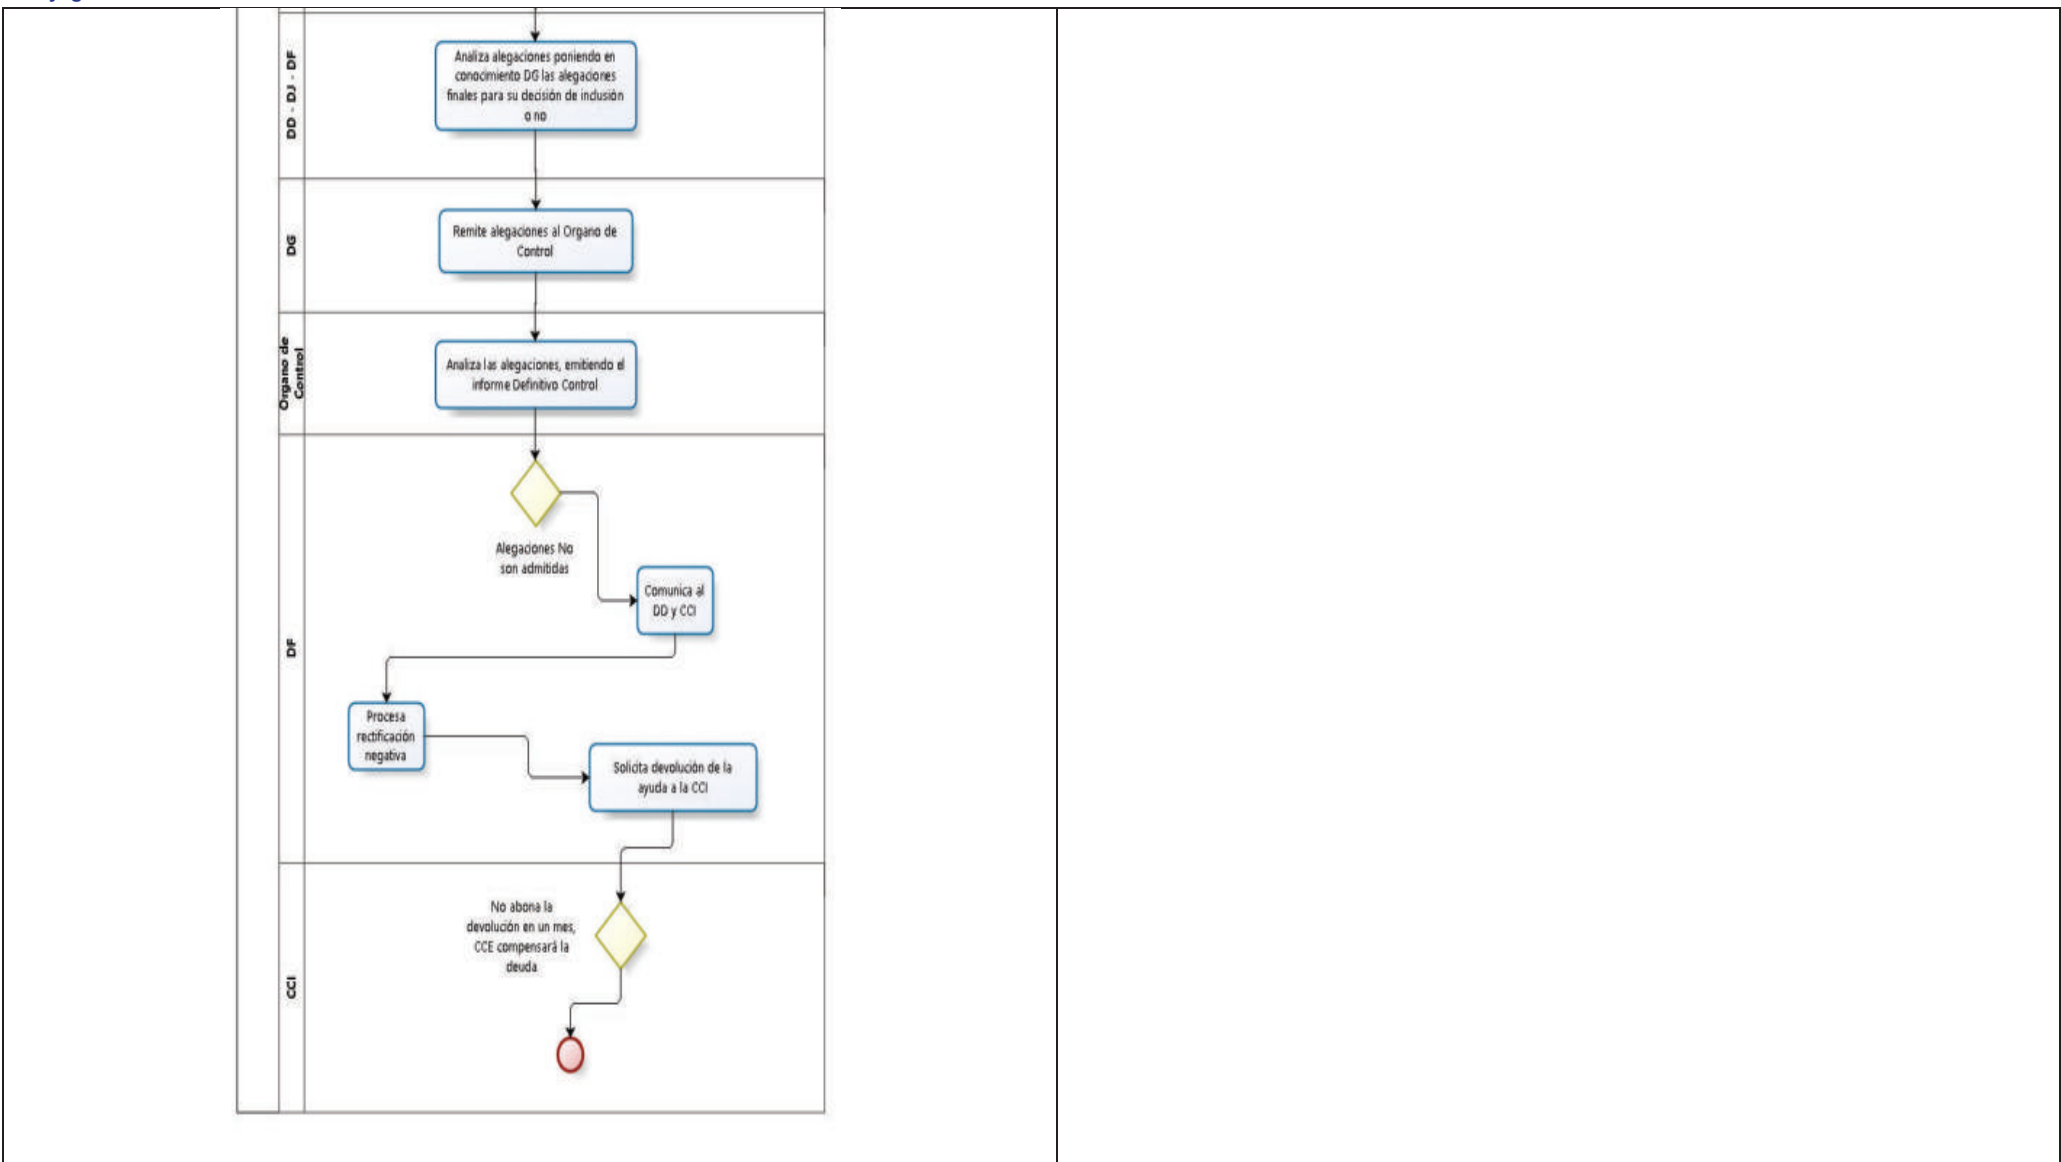 DD - DJ - DF
Analiza alegaciones poniendo en
conocimiento DG las alegaciones
finales para su decisión de inclusión
o no
DG
Remite alegaciones al Organo de
Control
Organo de
Control
Analiza las alegaciones, emitiendo el
informe Definitivo Control
DF
Alegaciones No
son admitidas
Comunica al
DD y CCI
Procesa
rectificación
negativa
Solicita devolución de la
ayuda a la CCI
CCI
No abona la
devolución en un mes,
CCE compensará la
deuda